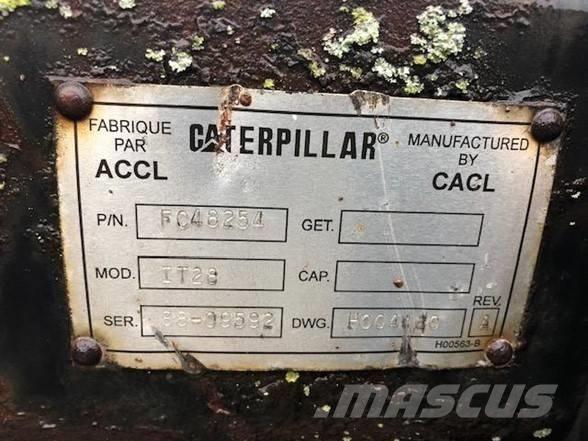 FABRIQUE PAR ACCL
CATERPILLAR®
MANUFACTURED BY CACL
P/N. FC48254 GET.
MOD. IT28 CAP.
SER. DWG. REV. A
H00563-B
MASCUS